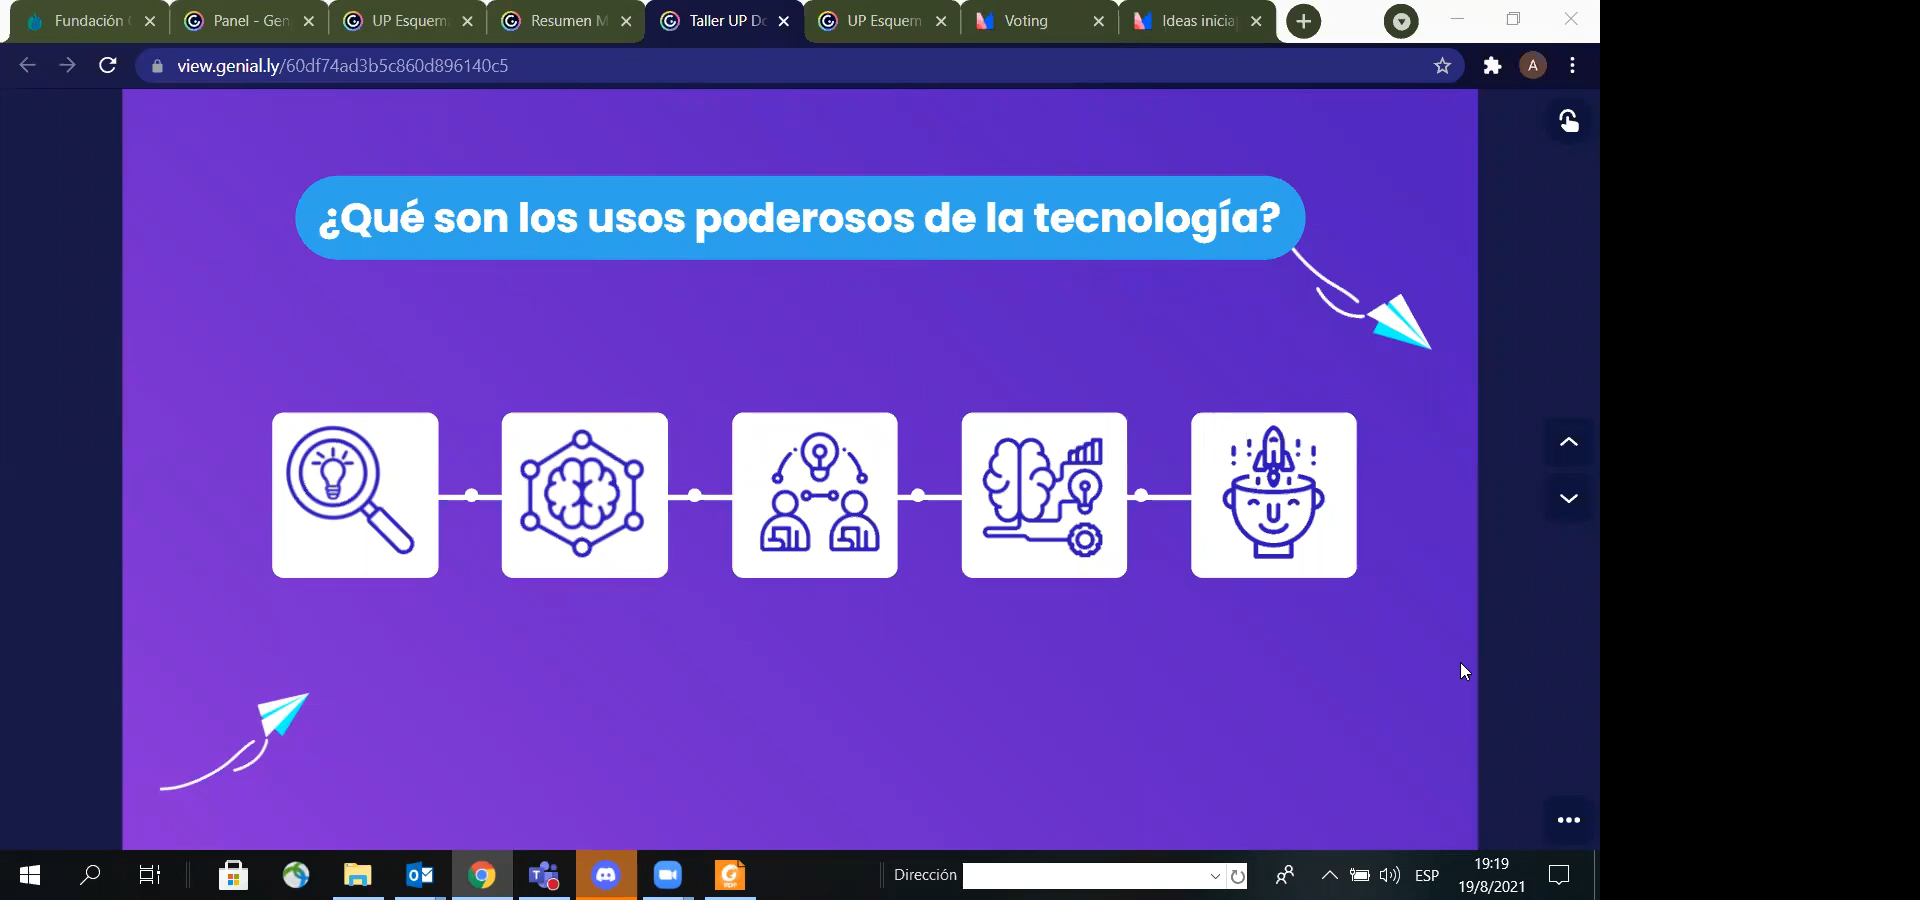 Fundación
Panel - Gen
UP Esquem
Resumen M
Taller UP Do
UP Esquem
Voting
Ideas inicia
view.genial.ly/60df74ad3b5c860d896140c5
A
¿Qué son los usos poderosos de la tecnología?
Dirección
ESP
19:19
19/8/2021